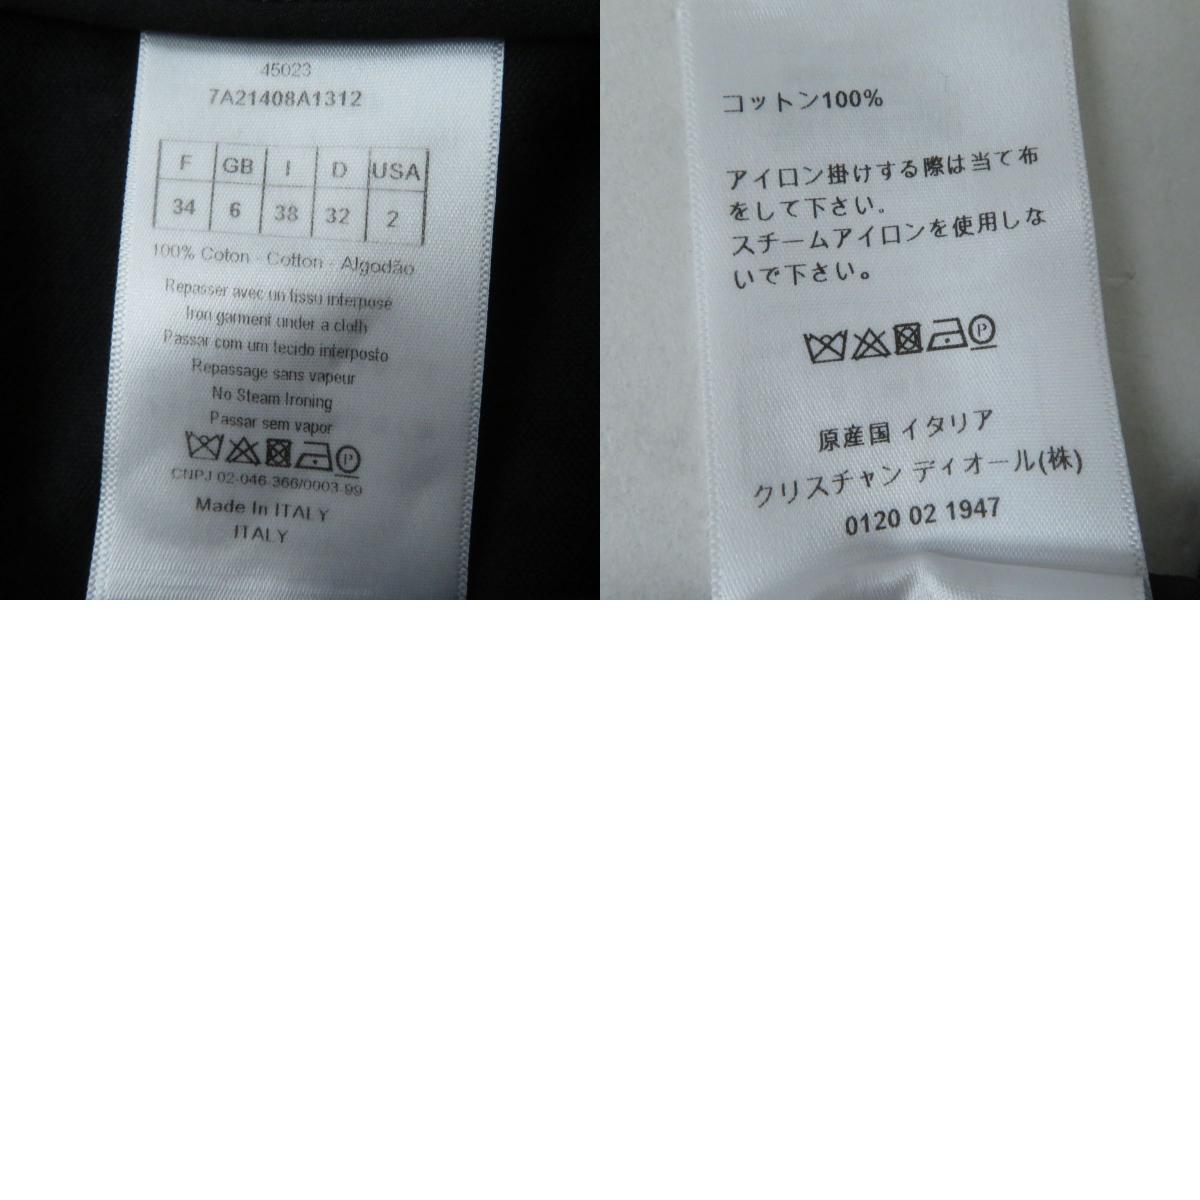 45023
7A21408A1312
F GB I D USA
34 6 38 32 2
100% Coton - Cotton - Algodão
Repasser avec un tissu interposé
Iron garment under a cloth
Passar com um tecido interposto
Repassage sans vapeur
No Steam Ironing
Passar sem vapor
P
CNPJ 02-046-366/0003-99
Made In ITALY
ITALY
コットン100%
アイロン掛けする際は当て布
をして下さい。
スチームアイロンを使用しな
いで下さい。
P
原産国 イタリア
クリスチャン ディオール(株)
0120 02 1947